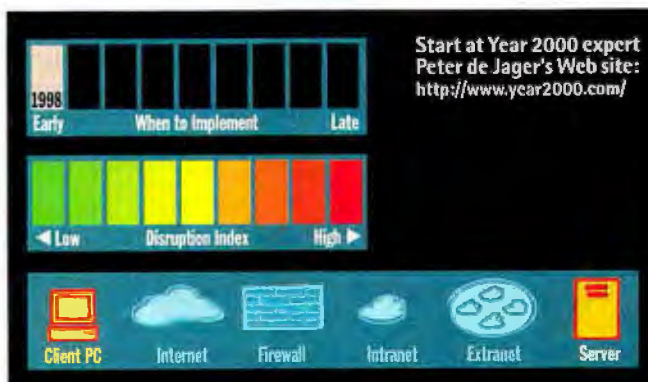 Start at Year 2000 expert
Peter de Jager's Web site:
http://www.year2000.com/
1998
Early When to Implement Late
◀ Low Disruption Index High ▶
Client PC Internet Firewall Intranet Extranet Server